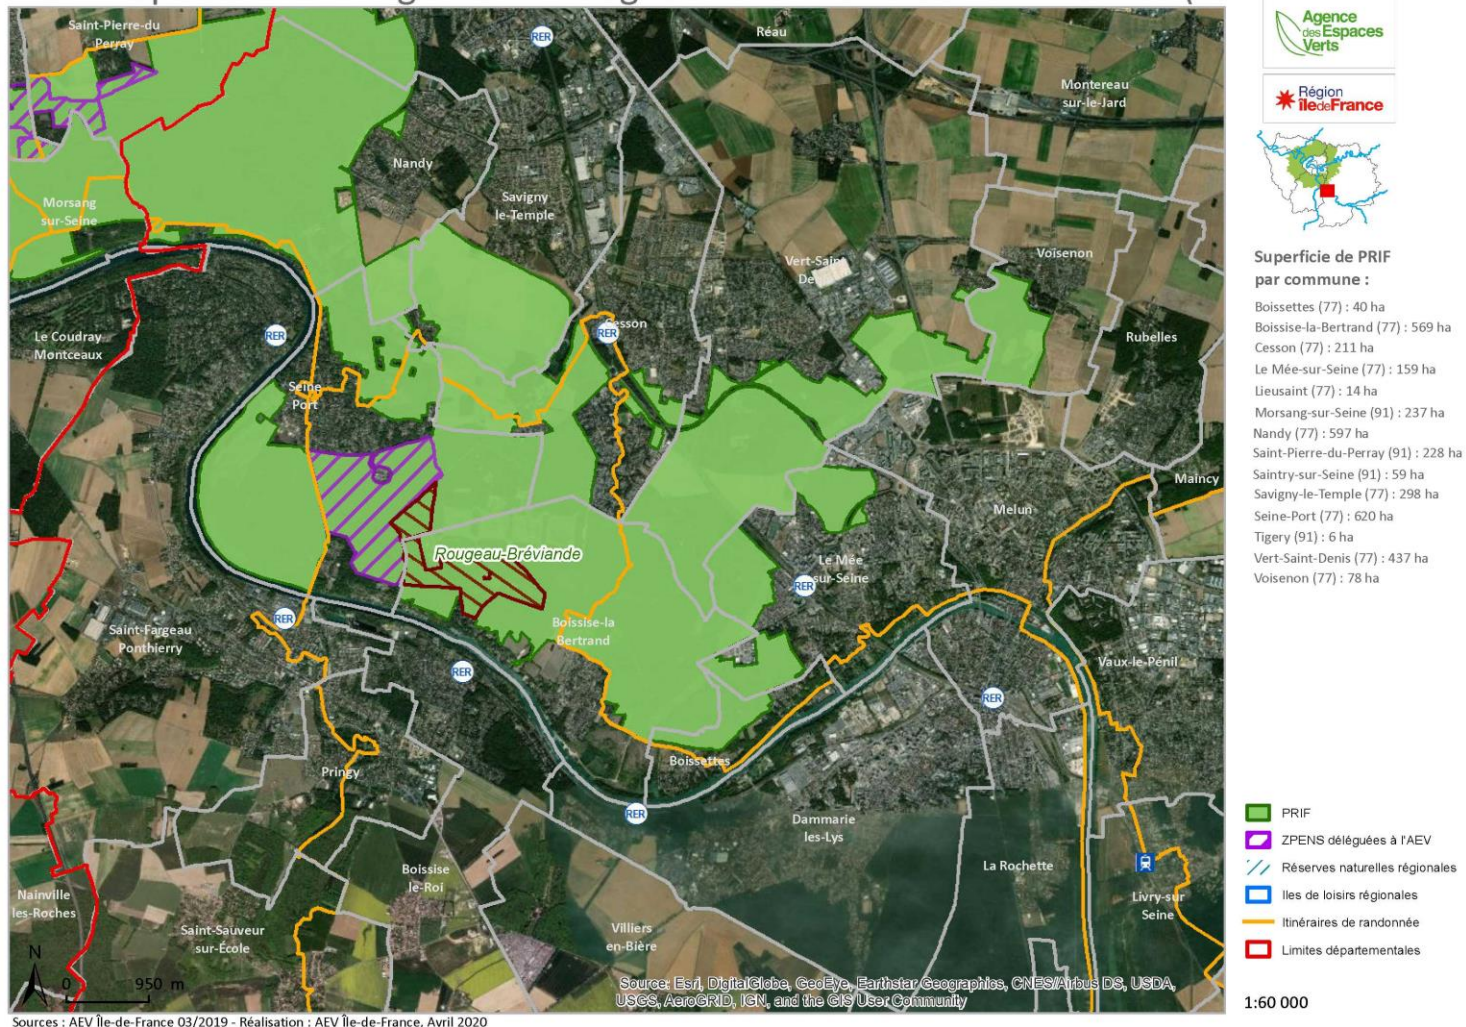 Saint-Pierre-du
Perray
RER
Réau
Montereau
sur-le-Jard
Nandy
Savigny
le-Temple
Morsang
sur-Seine
Voisenon
Vert-Sain
De
Le Coudray
Montceaux
RER
RER
Cesson
Rubelles
Seine
Port
Maincy
Melun
Rougeau-Bréviande
Le Mée
sur-Seine
RER
RER
Saint-Fargeau
Ponthierry
Boissise-la
Bertrand
Vaux-le-Pénil
RER
RER
Pringy
Boissettes
RER
Dammarie
les-Lys
La Rochette
Boissise
le-Roi
Nainville
les-Roches
Livry-sur
Seine
Saint-Sauveur
sur-École
Villiers
en-Bière
N
0 950 m
Source: Esri, DigitalGlobe, GeoEye, Earthstar Geographics, CNES/Airbus DS, USDA,
USGS, AeroGRID, IGN, and the GIS User Community
Sources : AEV Île-de-France 03/2019 - Réalisation : AEV Île-de-France, Avril 2020
Agence
des Espaces
Verts
Région
îledeFrance
Superficie de PRIF
par commune :
Boissettes (77) : 40 ha
Boissise-la-Bertrand (77) : 569 ha
Cesson (77) : 211 ha
Le Mée-sur-Seine (77) : 159 ha
Lieusaint (77) : 14 ha
Morsang-sur-Seine (91) : 237 ha
Nandy (77) : 597 ha
Saint-Pierre-du-Perray (91) : 228 ha
Saintry-sur-Seine (91) : 59 ha
Savigny-le-Temple (77) : 298 ha
Seine-Port (77) : 620 ha
Tigery (91) : 6 ha
Vert-Saint-Denis (77) : 437 ha
Voisenon (77) : 78 ha
PRIF
ZPENS déléguées à l'AEV
Réserves naturelles régionales
Iles de loisirs régionales
Itinéraires de randonnée
Limites départementales
1:60 000